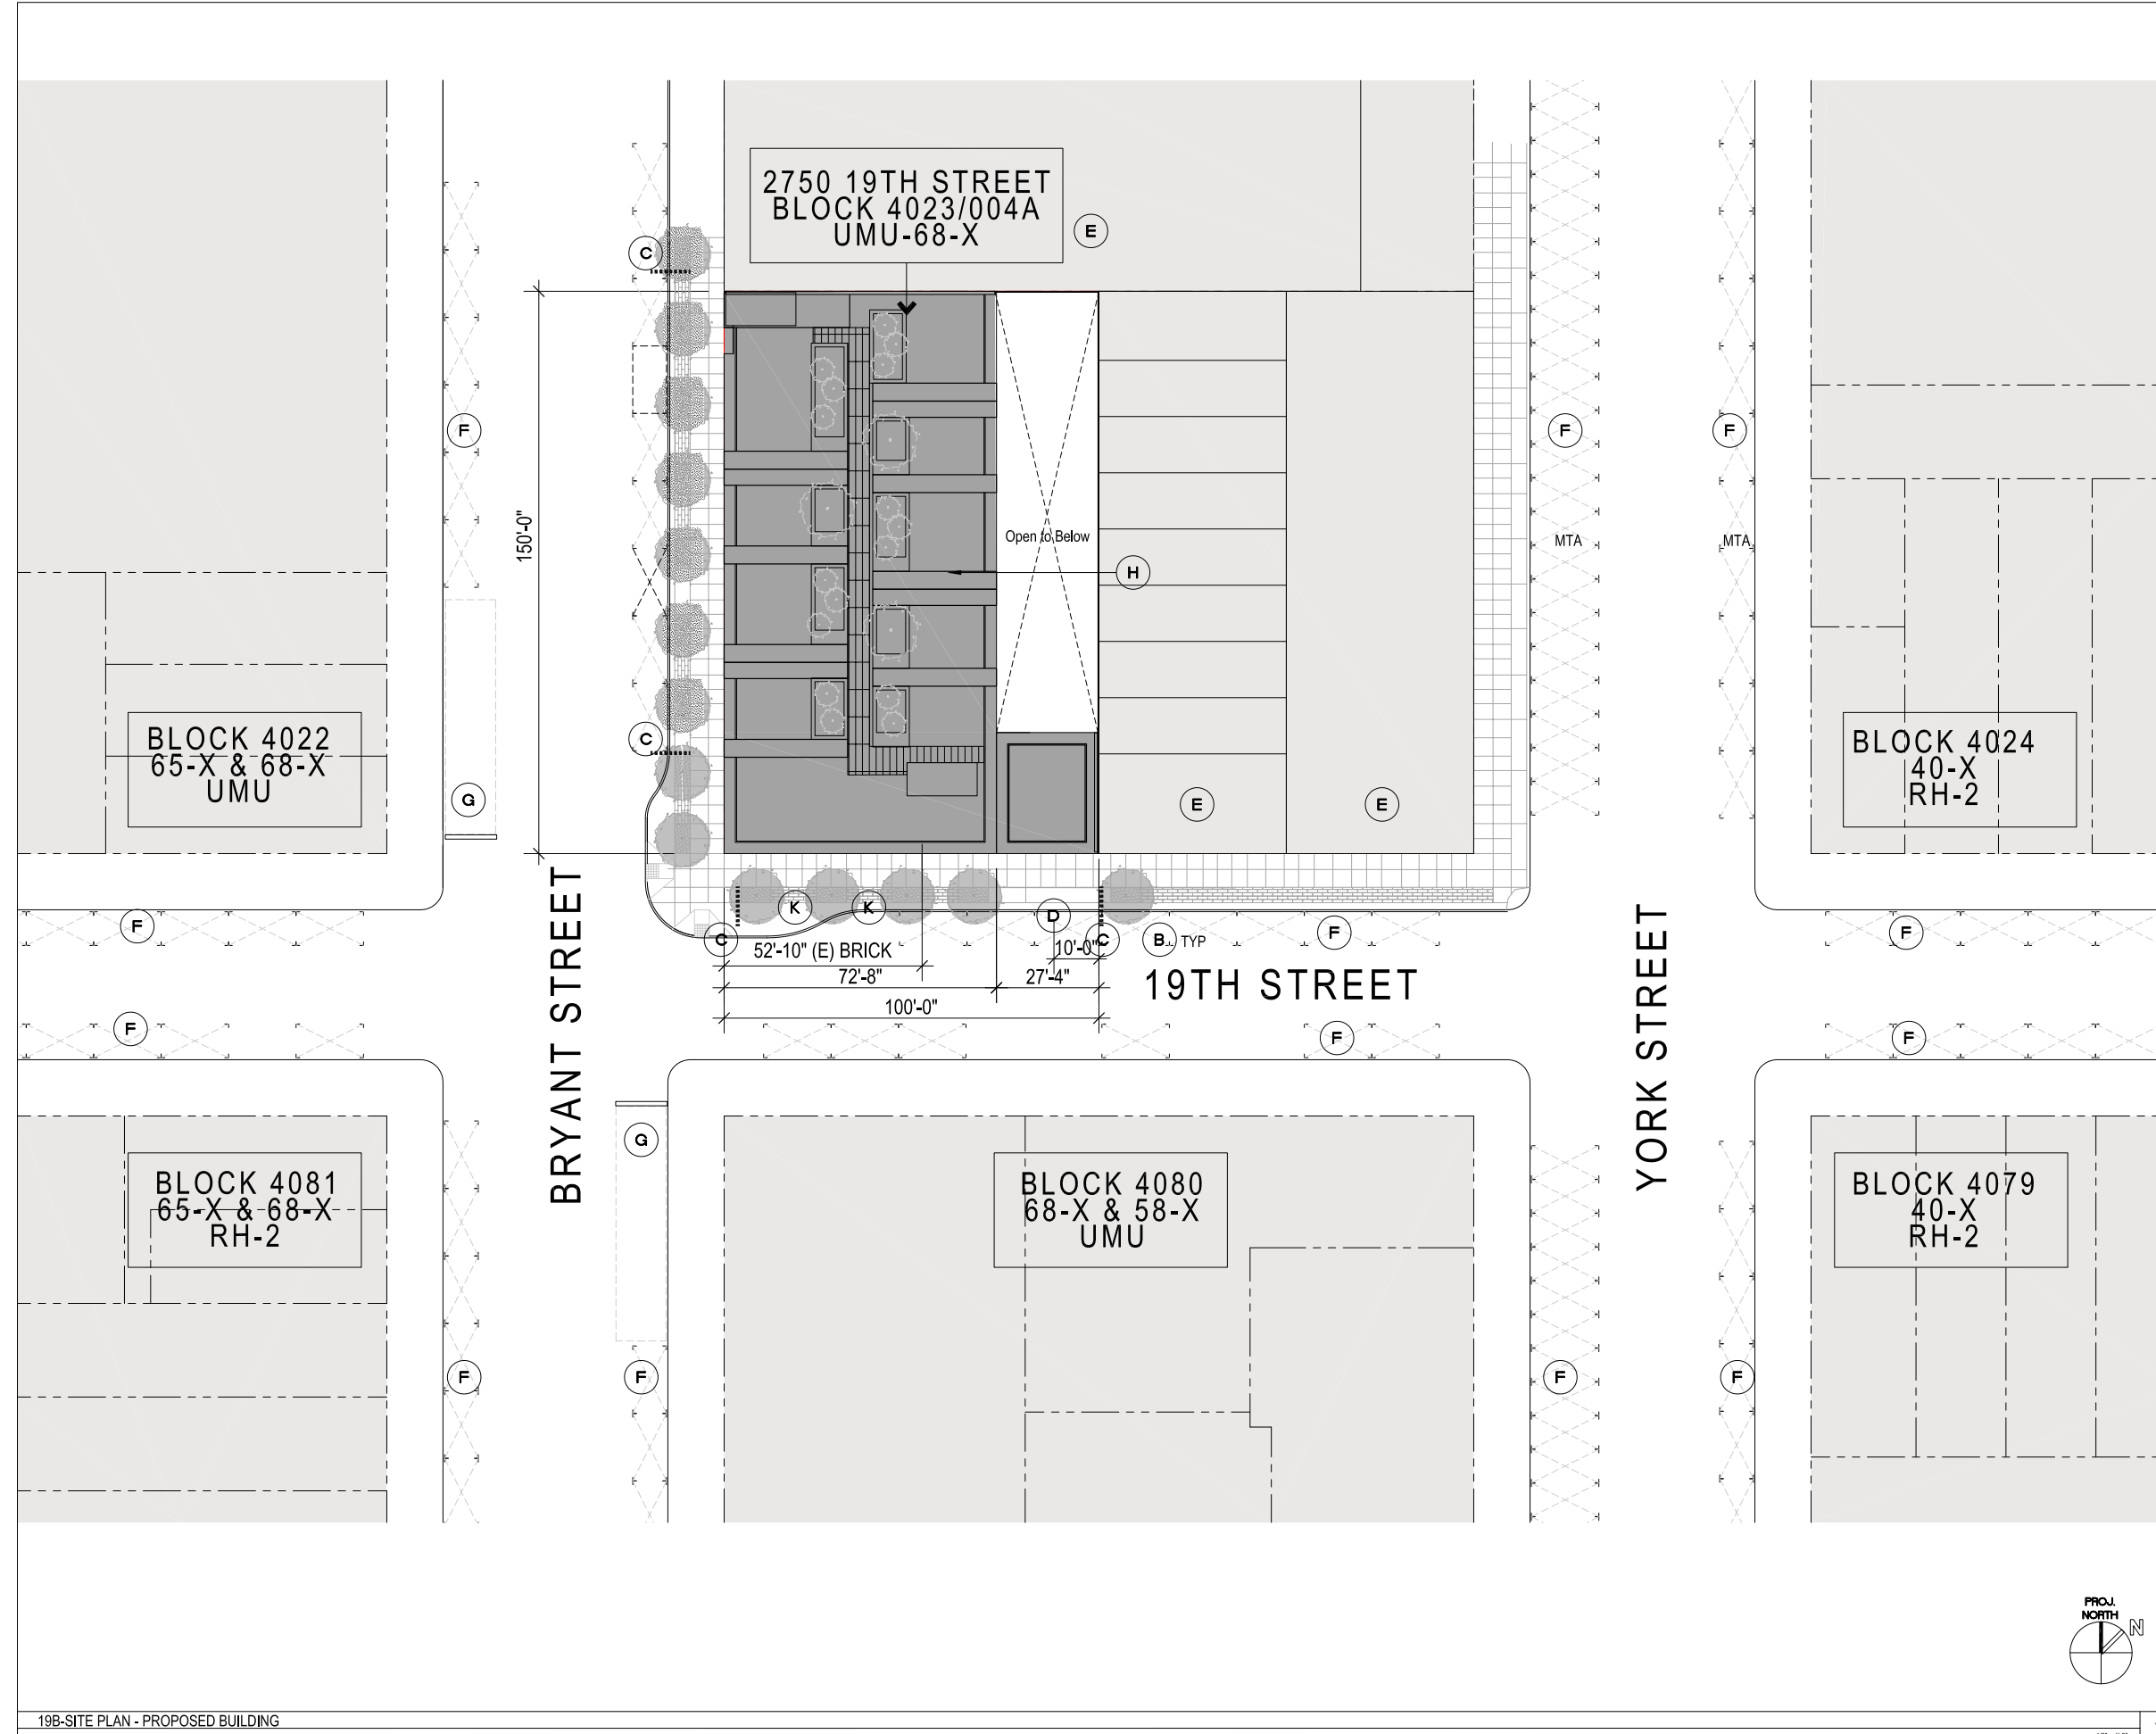 2750 19TH STREET
BLOCK 4023/004A
UMU-68-X
E
C
F
F
F
150'-0"
Open to Below
MTA
MTA
H
BLOCK 4022
65-X & 68-X
UMU
G
C
E
E
BLOCK 4024
40-X
RH-2
F
K
K
D
C
C
B
TYP
F
F
52'-10" (E) BRICK
10'-0"
72'-8"
27'-4"
100'-0"
19TH STREET
BRYANT STREET
YORK STREET
F
F
F
G
BLOCK 4081
65-X & 68-X
RH-2
BLOCK 4080
68-X & 58-X
UMU
BLOCK 4079
40-X
RH-2
F
F
F
F
PROJ.
NORTH
N
19B-SITE PLAN - PROPOSED BUILDING